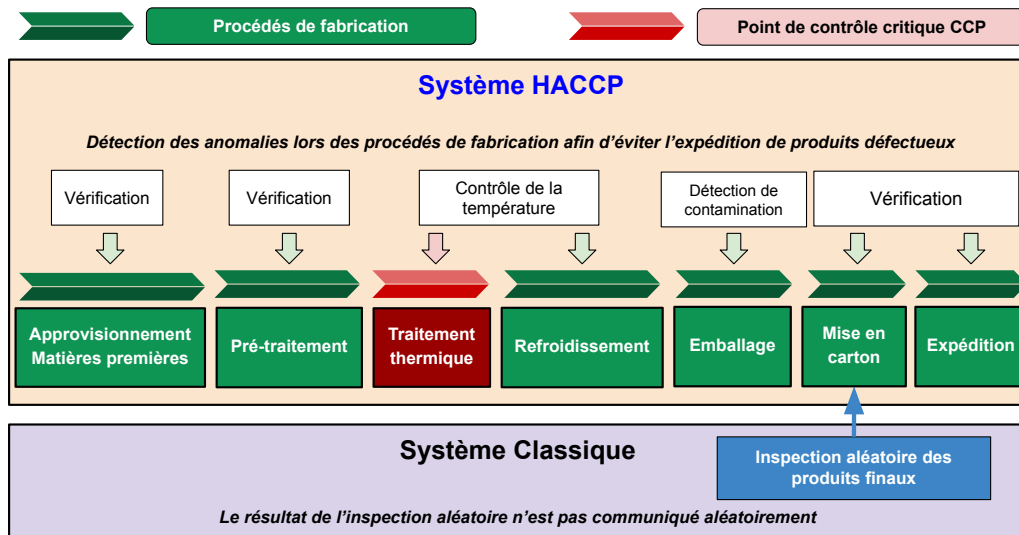 Procédés de fabrication
Point de contrôle critique CCP
Système HACCP
Détection des anomalies lors des procédés de fabrication afin d’éviter l’expédition de produits défectueux
Vérification
Vérification
Contrôle de la
température
Détection de
contamination
Vérification
Approvisionnement
Matières premières
Pré-traitement
Traitement
thermique
Refroidissement
Emballage
Mise en
carton
Expédition
Système Classique
Inspection aléatoire des
produits finaux
Le résultat de l’inspection aléatoire n’est pas communiqué aléatoirement